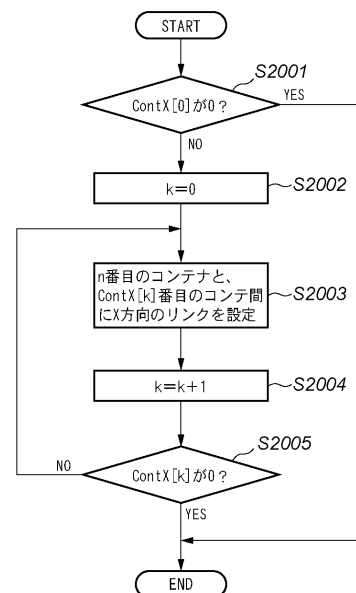 START
S2001
ContX[0]が0?
YES
NO
k=0
S2002
n番目のコンテナと、
ContX[k]番目のコンテ間
にX方向のリンクを設定
S2003
k=k+1
S2004
S2005
NO
ContX[k]が0?
YES
END